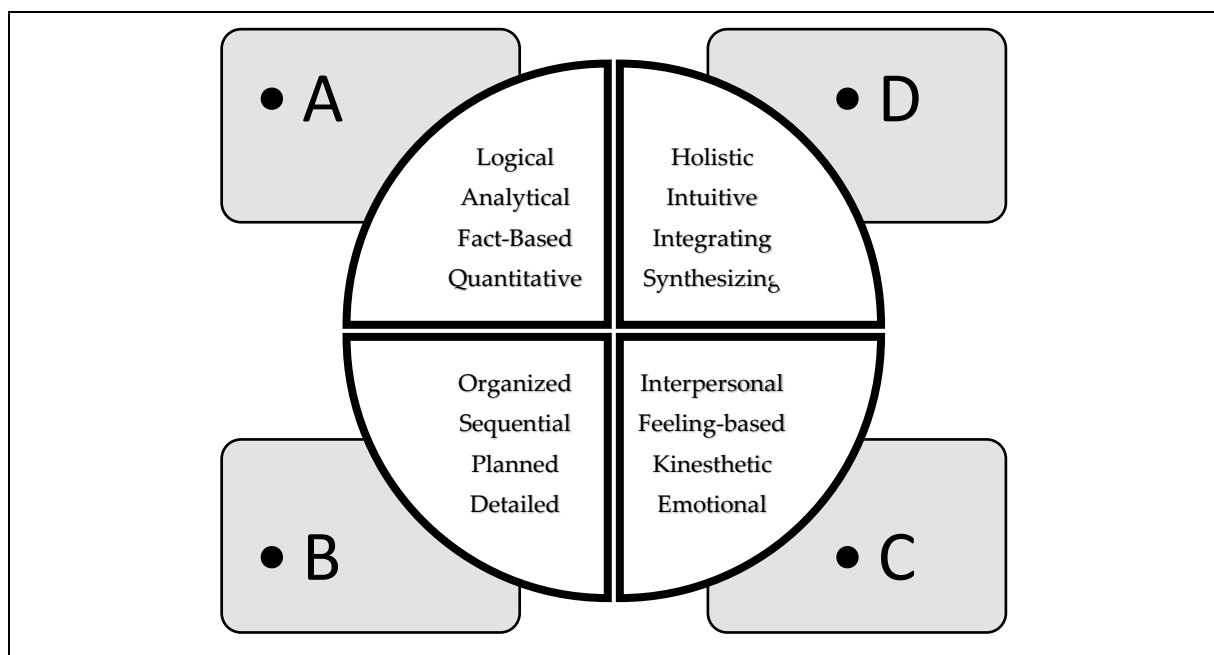 • A
Logical
Analytical
Fact-Based
Quantitative
• D
Holistic
Intuitive
Integrating
Synthesizing
• B
Organized
Sequential
Planned
Detailed
• C
Interpersonal
Feeling-based
Kinesthetic
Emotional